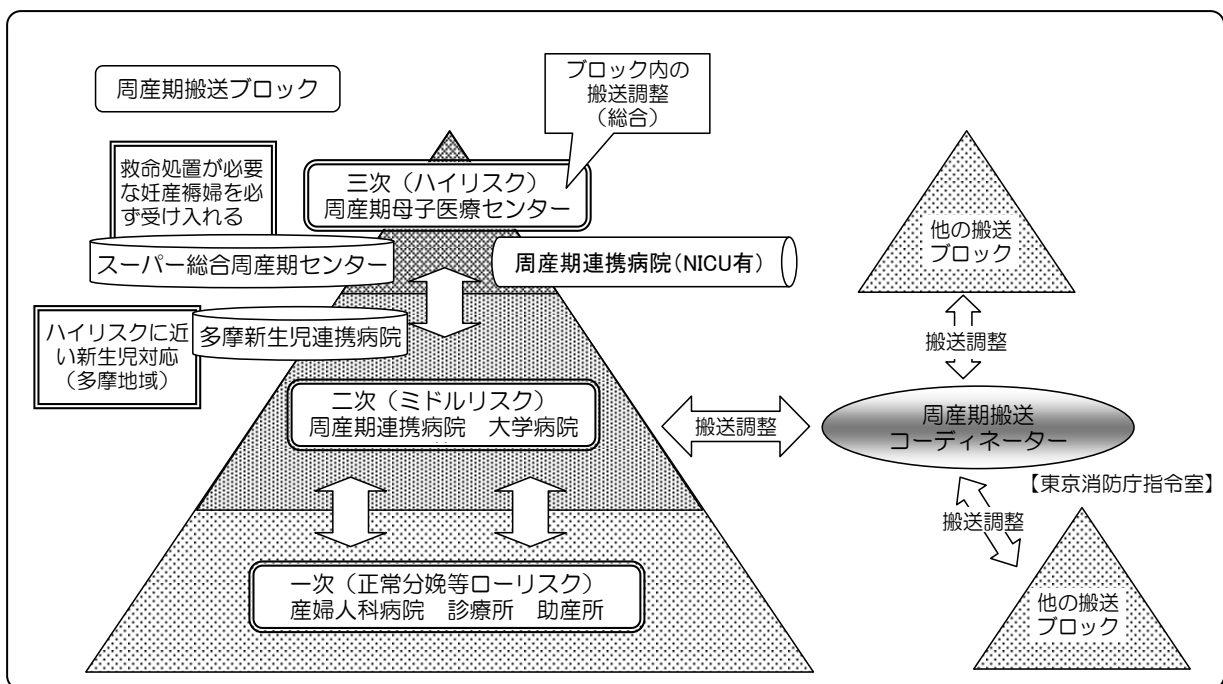 周産期搬送ブロック
ブロック内の
搬送調整
（総合）
救命処置が必要
な妊産褥婦を必
ず受け入れる
三次（ハイリスク）
周産期母子医療センター
スーパー総合周産期センター
周産期連携病院（NICU有）
ハイリスクに近
い新生児対応
（多摩地域）
多摩新生児連携病院
二次（ミドルリスク）
周産期連携病院　大学病院
一次（正常分娩等ローリスク）
産婦人科病院　診療所　助産所
搬送調整
他の搬送
ブロック
搬送調整
周産期搬送
コーディネーター
【東京消防庁指令室】
搬送調整
他の搬送
ブロック